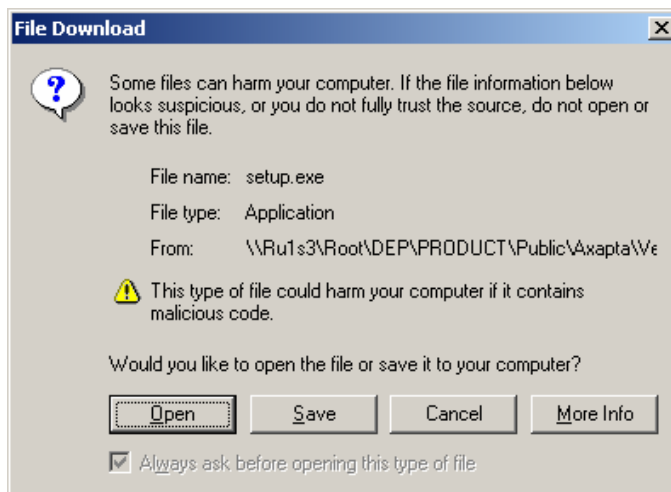 File Download
Some files can harm your computer. If the file information below
looks suspicious, or you do not fully trust the source, do not open or
save this file.
File name: setup.exe
File type: Application
From: \\Ru1s3\Root\DEP\PRODUCT\Public\Axapta\Ve
This type of file could harm your computer if it contains
malicious code.
Would you like to open the file or save it to your computer?
Open Save Cancel More Info
Always ask before opening this type of file